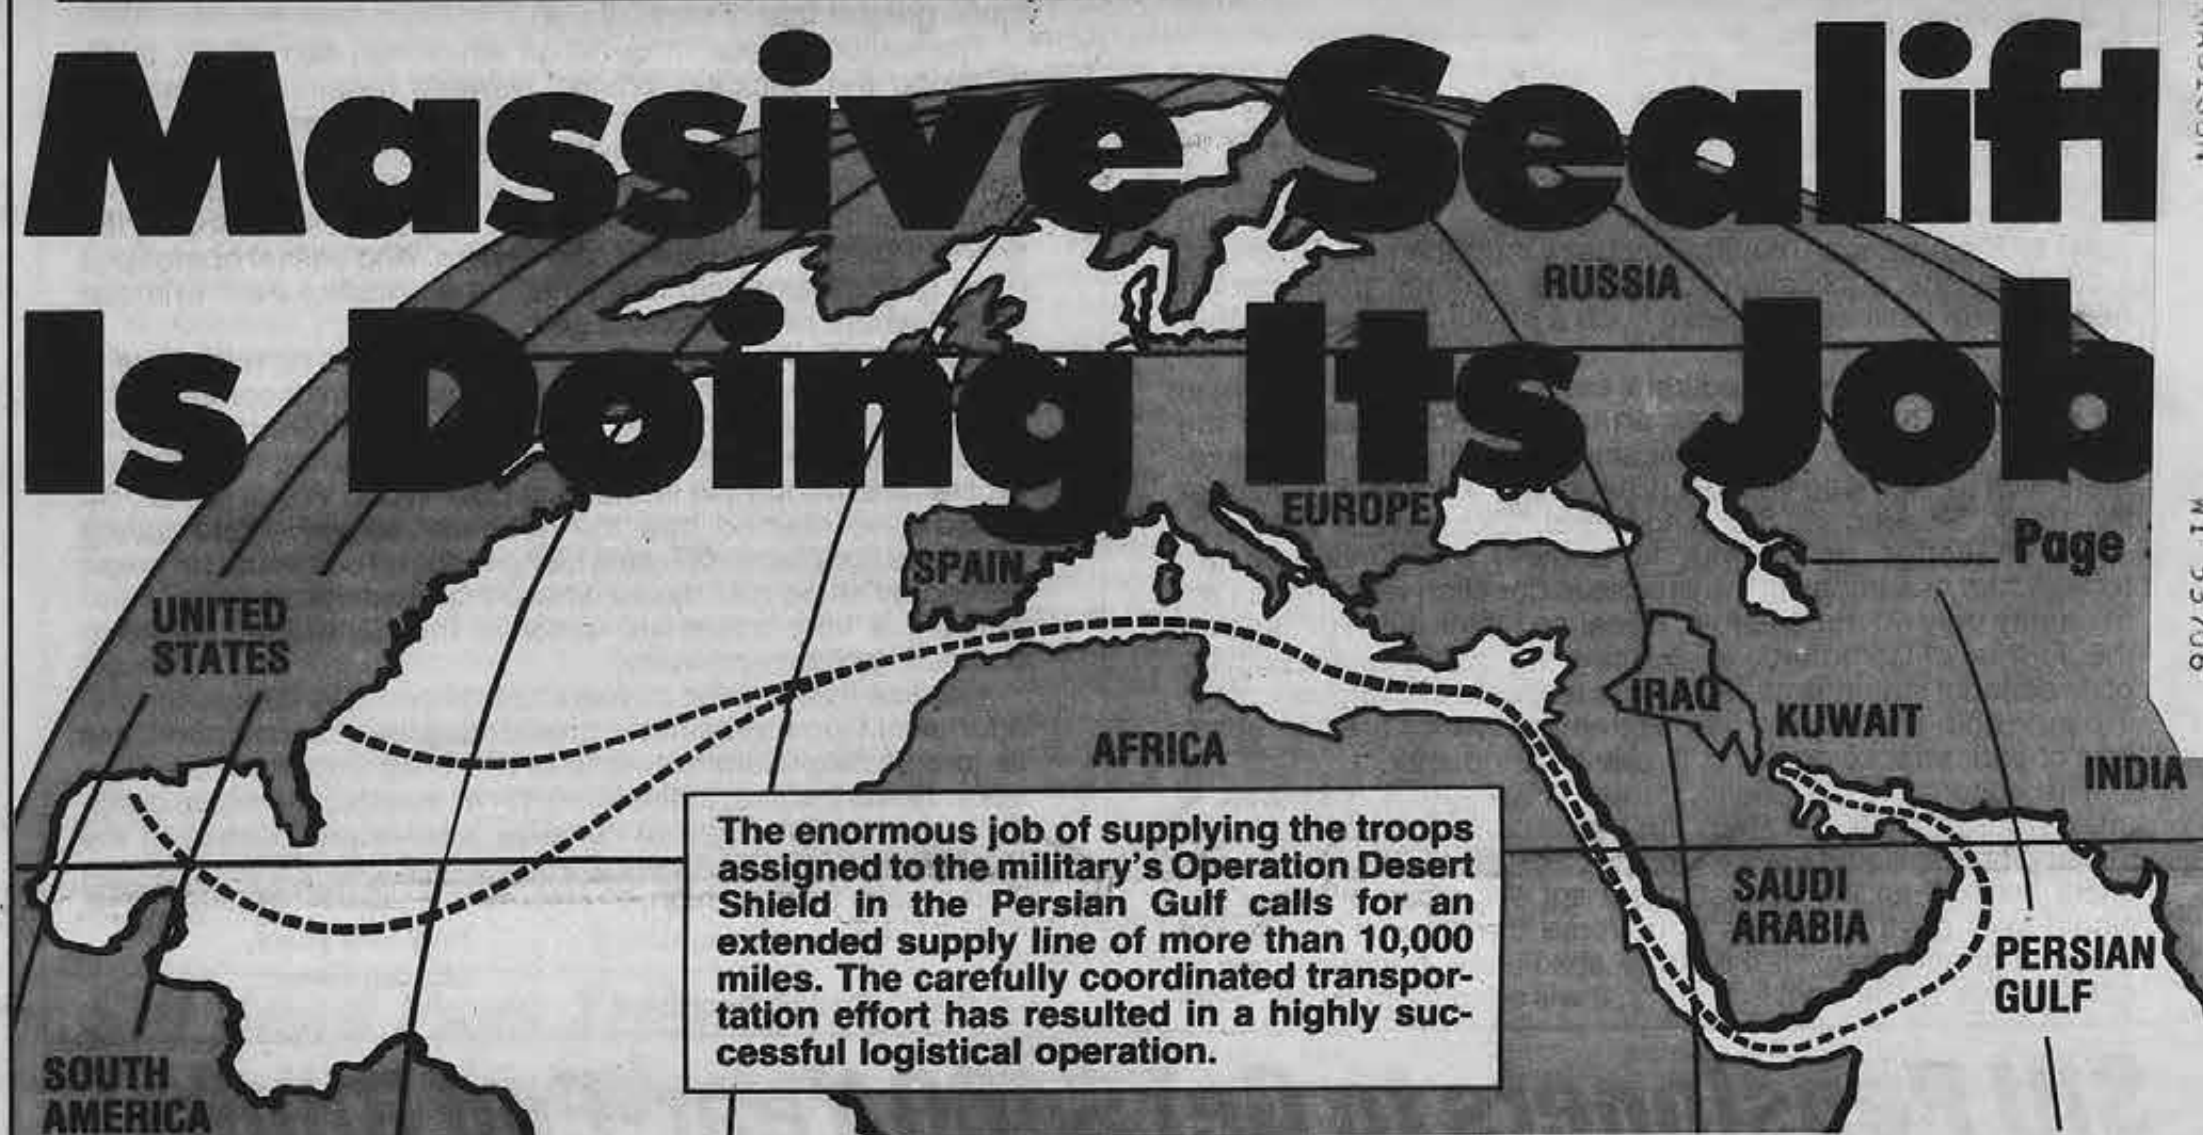 Massive Sealift
Is Doing Its Job
RUSSIA
EUROPE
Page
SPAIN
UNITED
STATES
IRAQ
KUWAIT
AFRICA
INDIA
The enormous job of supplying the troops
assigned to the military's Operation Desert
Shield in the Persian Gulf calls for an
extended supply line of more than 10,000
miles. The carefully coordinated transpor-
tation effort has resulted in a highly suc-
cessful logistical operation.
SAUDI
ARABIA
PERSIAN
GULF
SOUTH
AMERICA